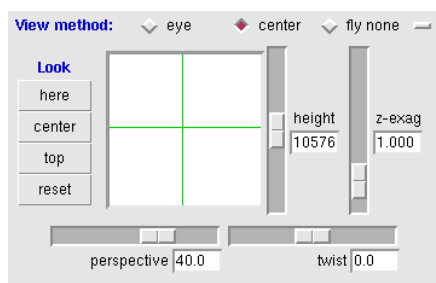 View method: eye center fly none
Look
here
center
top
reset
height
10576
z-exag
1.000
perspective 40.0
twist 0.0